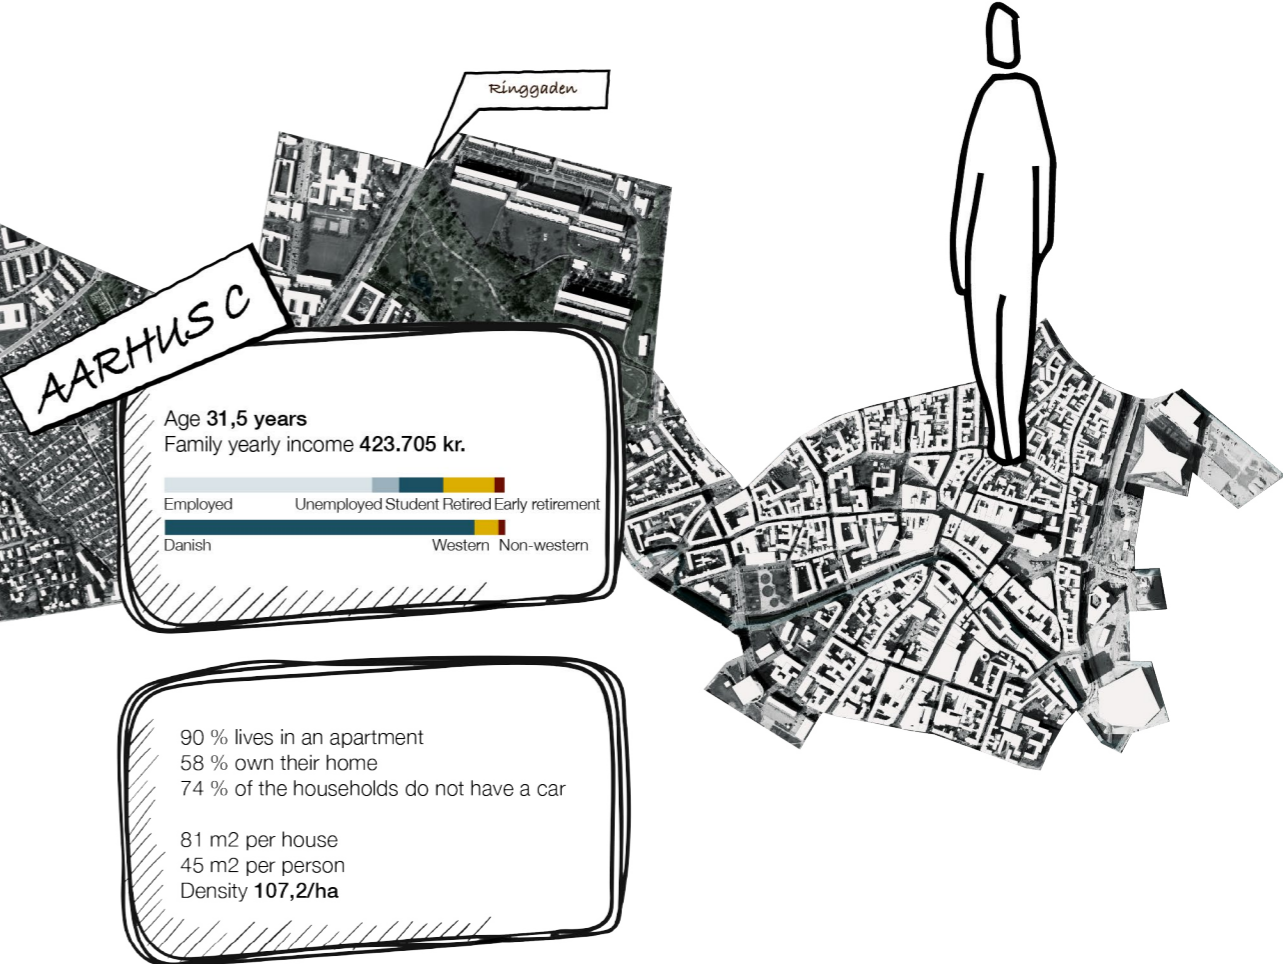 Ringgaden
AARHUS C
Age 31,5 years
Family yearly income 423.705 kr.
Employed Unemployed Student Retired Early retirement
Danish Western Non-western
90 % lives in an apartment
58 % own their home
74 % of the households do not have a car
81 m2 per house
45 m2 per person
Density 107,2/ha